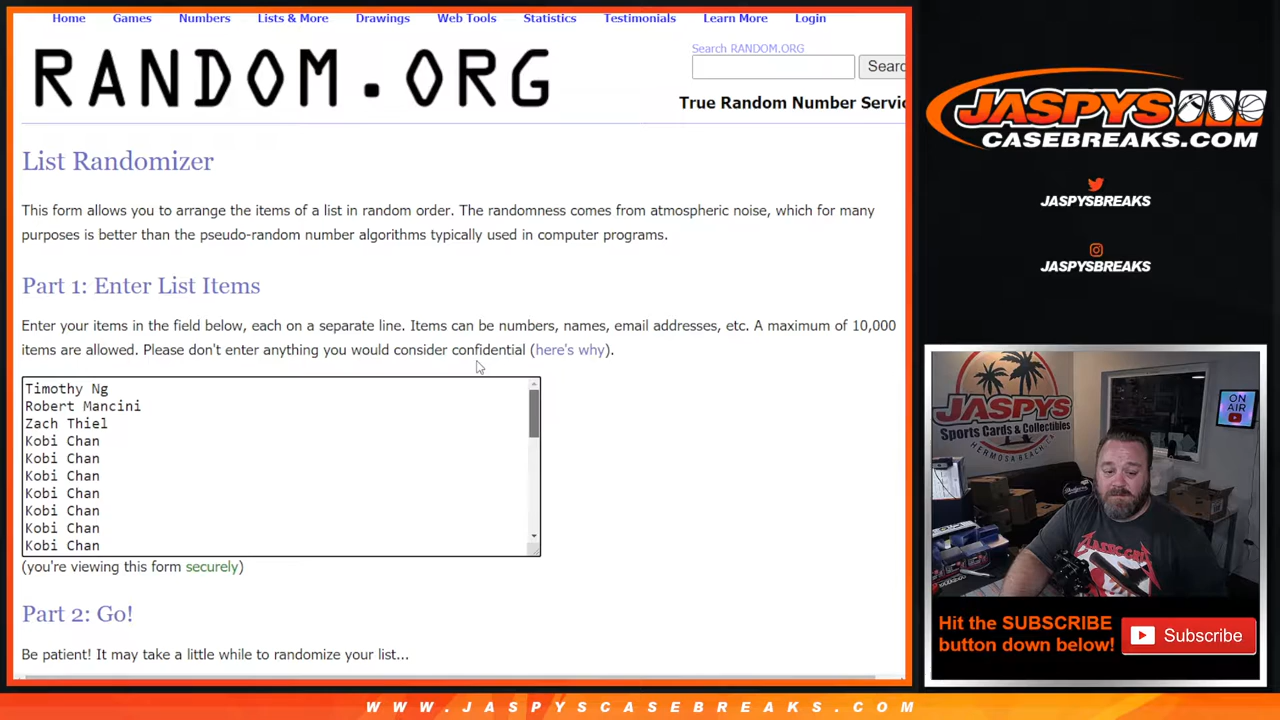 Home Games Numbers Lists & More Drawings Web Tools Statistics Testimonials Learn More Login
RANDOM.ORG
Search RANDOM.ORG
Searc
True Random Number Servic
List Randomizer
This form allows you to arrange the items of a list in random order. The randomness comes from atmospheric noise, which for many
purposes is better than the pseudo-random number algorithms typically used in computer programs.
Part 1: Enter List Items
Enter your items in the field below, each on a separate line. Items can be numbers, names, email addresses, etc. A maximum of 10,000
items are allowed. Please don't enter anything you would consider confidential (here's why).
Timothy Ng
Robert Mancini
Zach Thiel
Kobi Chan
Kobi Chan
Kobi Chan
Kobi Chan
Kobi Chan
Kobi Chan
Kobi Chan
(you're viewing this form securely)
Part 2: Go!
Be patient! It may take a little while to randomize your list...
JASPYS
CASEBREAKS.COM
JASPYSBREAKS
JASPYSBREAKS
JASPYS
Sports Cards & Collectibles
HERMOSA BEACH, CA
ON
AIR
Dodgers
Hit the SUBSCRIBE
button down below!
Subscribe
WWW.JASPYSCASEBREAKS.COM